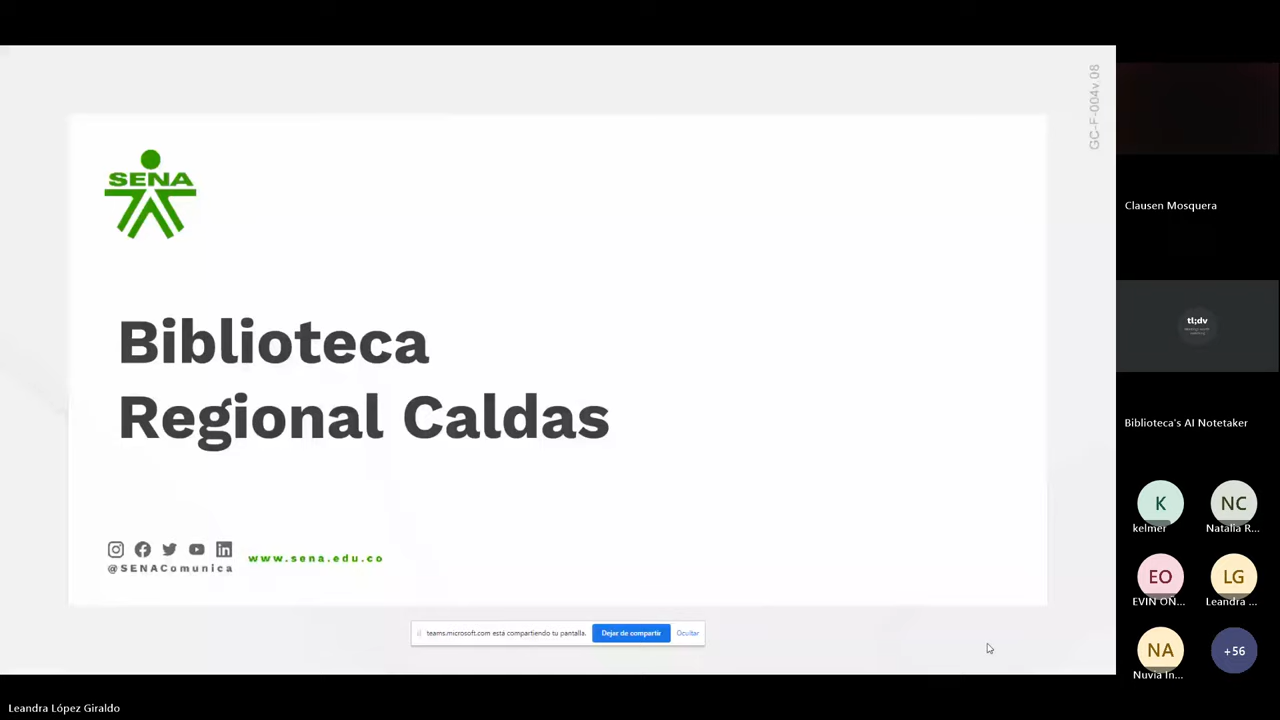 GC-F-004v.08
SENA
Biblioteca
Regional Caldas
@SENAComunica
www.sena.edu.co
teams.microsoft.com está compartiendo tu pantalla.
Dejar de compartir
Ocultar
Clausen Mosquera
tl;dv
Biblioteca's AI Notetaker
K
kelmer
NC
Natalia R...
EO
EVIN OÑ...
LG
Leandra ...
NA
Nuvia In...
+56
Leandra López Giraldo